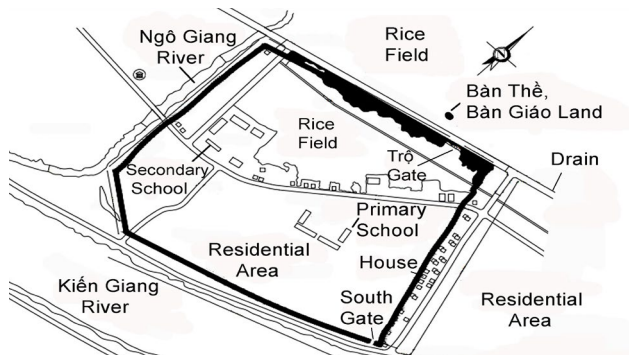 Ngô Giang
River
Rice
Field
Bàn Thề,
Bàn Giáo Land
Rice
Field
Trộ
Gate
Drain
Secondary
School
Primary
School
Residential
Area
House
Kiến Giang
River
South
Gate
Residential
Area